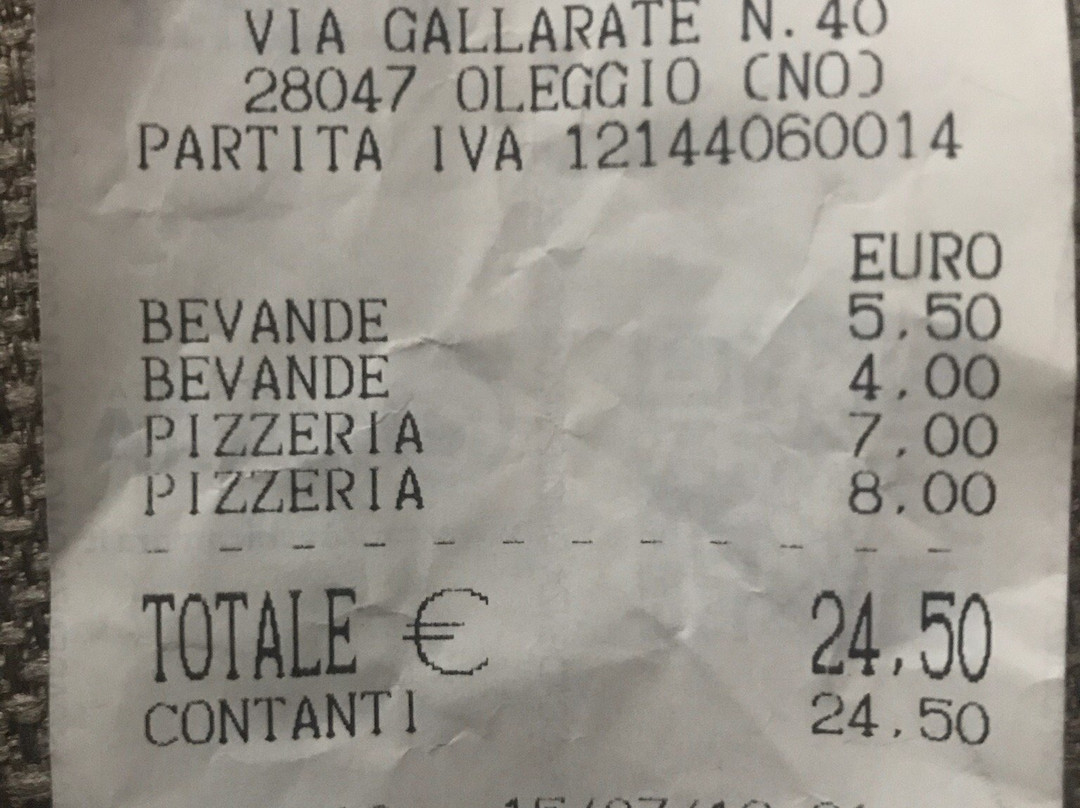 VIA GALLARATE N. 40
28047 OLEGGIO (NO)
PARTITA IVA 12144060014
EURO
BEVANDE 5,50
BEVANDE 4,00
PIZZERIA 7,00
PIZZERIA 8,00
TOTALE € 24,50
CONTANTI 24,50